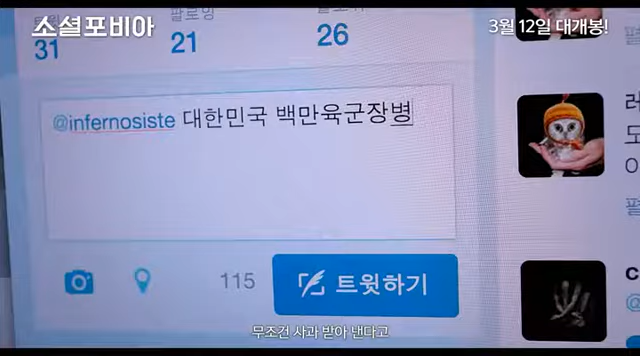 소셜포비아
3월 12일 대개봉!
31
21
26
@infernosiste 대한민국 백만육군장병
115
트윗하기
무조건 사과 받아 낸다고